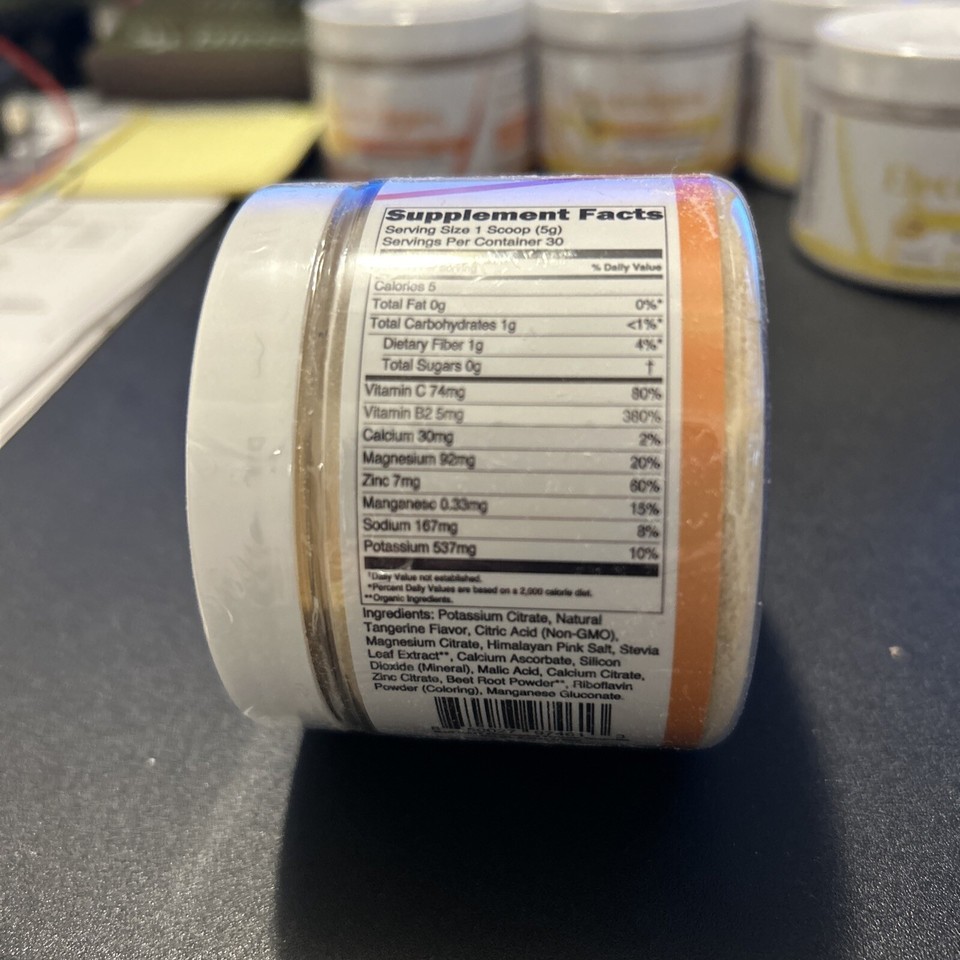 Supplement Facts
Serving Size 1 Scoop (5g)
Servings Per Container 30
% Daily Value
Calories 5
Total Fat 0g 0%*
Total Carbohydrates 1g <1%*
Dietary Fiber 1g 4%*
Total Sugars 0g †
Vitamin C 74mg 80%
Vitamin B2 5mg 380%
Calcium 30mg 2%
Magnesium 92mg 20%
Zinc 7mg 60%
Manganese 0.33mg 15%
Sodium 167mg 8%
Potassium 537mg 10%
†Daily Value not established.
*Percent Daily Values are based on a 2,000 calorie diet.
**Organic Ingredients.
Ingredients: Potassium Citrate, Natural
Tangerine Flavor, Citric Acid (Non-GMO),
Magnesium Citrate, Himalayan Pink Salt, Stevia
Leaf Extract**, Calcium Ascorbate, Silicon
Dioxide (Mineral), Malic Acid, Calcium Citrate,
Zinc Citrate, Beet Root Powder**, Riboflavin
Powder (Coloring), Manganese Gluconate.